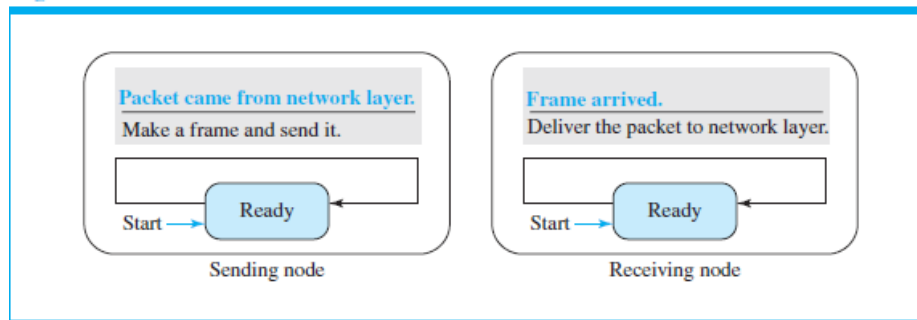 Packet came from network layer.
Make a frame and send it.
Start
Ready
Sending node
Frame arrived.
Deliver the packet to network layer.
Start
Ready
Receiving node